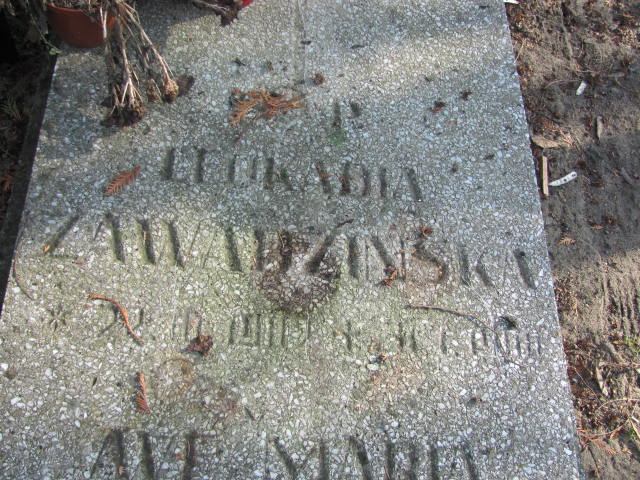 Ś. P.
LEOKADIA
ZAWADZIŃSKA
AVE MARIA